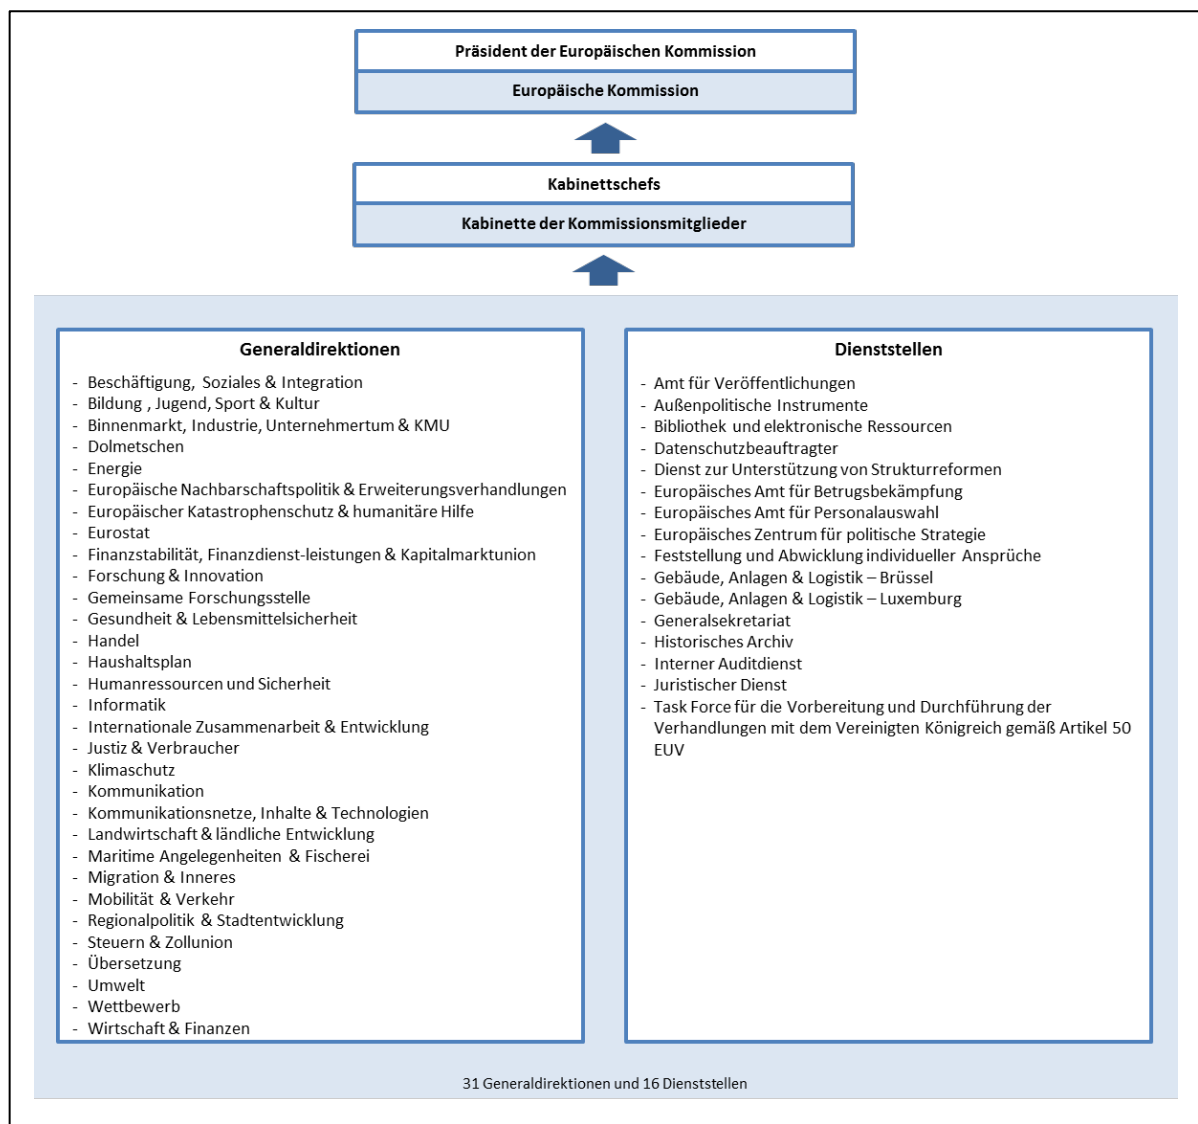 Präsident der Europäischen Kommission
Europäische Kommission
Kabinettschefs
Kabinette der Kommissionsmitglieder
Generaldirektionen
- Beschäftigung, Soziales & Integration
- Bildung , Jugend, Sport & Kultur
- Binnenmarkt, Industrie, Unternehmertum & KMU
- Dolmetschen
- Energie
- Europäische Nachbarschaftspolitik & Erweiterungsverhandlungen
- Europäischer Katastrophenschutz & humanitäre Hilfe
- Eurostat
- Finanzstabilität, Finanzdienst-leistungen & Kapitalmarktunion
- Forschung & Innovation
- Gemeinsame Forschungsstelle
- Gesundheit & Lebensmittelsicherheit
- Handel
- Haushaltsplan
- Humanressourcen und Sicherheit
- Informatik
- Internationale Zusammenarbeit & Entwicklung
- Justiz & Verbraucher
- Klimaschutz
- Kommunikation
- Kommunikationsnetze, Inhalte & Technologien
- Landwirtschaft & ländliche Entwicklung
- Maritime Angelegenheiten & Fischerei
- Migration & Inneres
- Mobilität & Verkehr
- Regionalpolitik & Stadtentwicklung
- Steuern & Zollunion
- Übersetzung
- Umwelt
- Wettbewerb
- Wirtschaft & Finanzen
Dienststellen
- Amt für Veröffentlichungen
- Außenpolitische Instrumente
- Bibliothek und elektronische Ressourcen
- Datenschutzbeauftragter
- Dienst zur Unterstützung von Strukturreformen
- Europäisches Amt für Betrugsbekämpfung
- Europäisches Amt für Personalauswahl
- Europäisches Zentrum für politische Strategie
- Feststellung und Abwicklung individueller Ansprüche
- Gebäude, Anlagen & Logistik – Brüssel
- Gebäude, Anlagen & Logistik – Luxemburg
- Generalsekretariat
- Historisches Archiv
- Interner Auditdienst
- Juristischer Dienst
- Task Force für die Vorbereitung und Durchführung der
Verhandlungen mit dem Vereinigten Königreich gemäß Artikel 50
EUV
31 Generaldirektionen und 16 Dienststellen